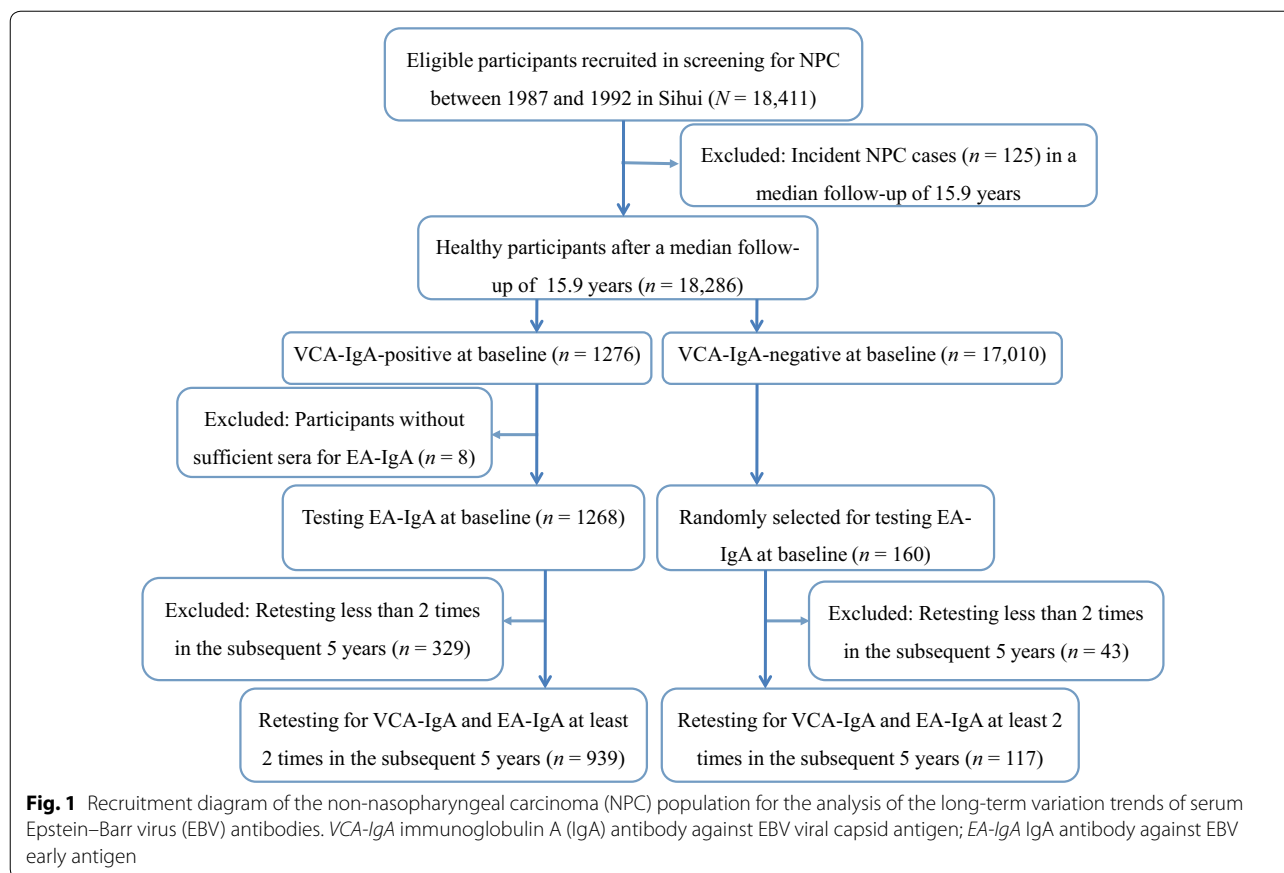 Eligible participants recruited in screening for NPC
between 1987 and 1992 in Sihui (N = 18,411)
Excluded: Incident NPC cases (n = 125) in a
median follow-up of 15.9 years
Healthy participants after a median follow-
up of 15.9 years (n = 18,286)
VCA-IgA-positive at baseline (n = 1276)
VCA-IgA-negative at baseline (n = 17,010)
Excluded: Participants without
sufficient sera for EA-IgA (n = 8)
Testing EA-IgA at baseline (n = 1268)
Randomly selected for testing EA-
IgA at baseline (n = 160)
Excluded: Retesting less than 2 times
in the subsequent 5 years (n = 329)
Excluded: Retesting less than 2 times
in the subsequent 5 years (n = 43)
Retesting for VCA-IgA and EA-IgA at least
2 times in the subsequent 5 years (n = 939)
Retesting for VCA-IgA and EA-IgA at least 2
times in the subsequent 5 years (n = 117)
Fig. 1 Recruitment diagram of the non-nasopharyngeal carcinoma (NPC) population for the analysis of the long-term variation trends of serum
Epstein–Barr virus (EBV) antibodies. VCA-IgA immunoglobulin A (IgA) antibody against EBV viral capsid antigen; EA-IgA IgA antibody against EBV
early antigen